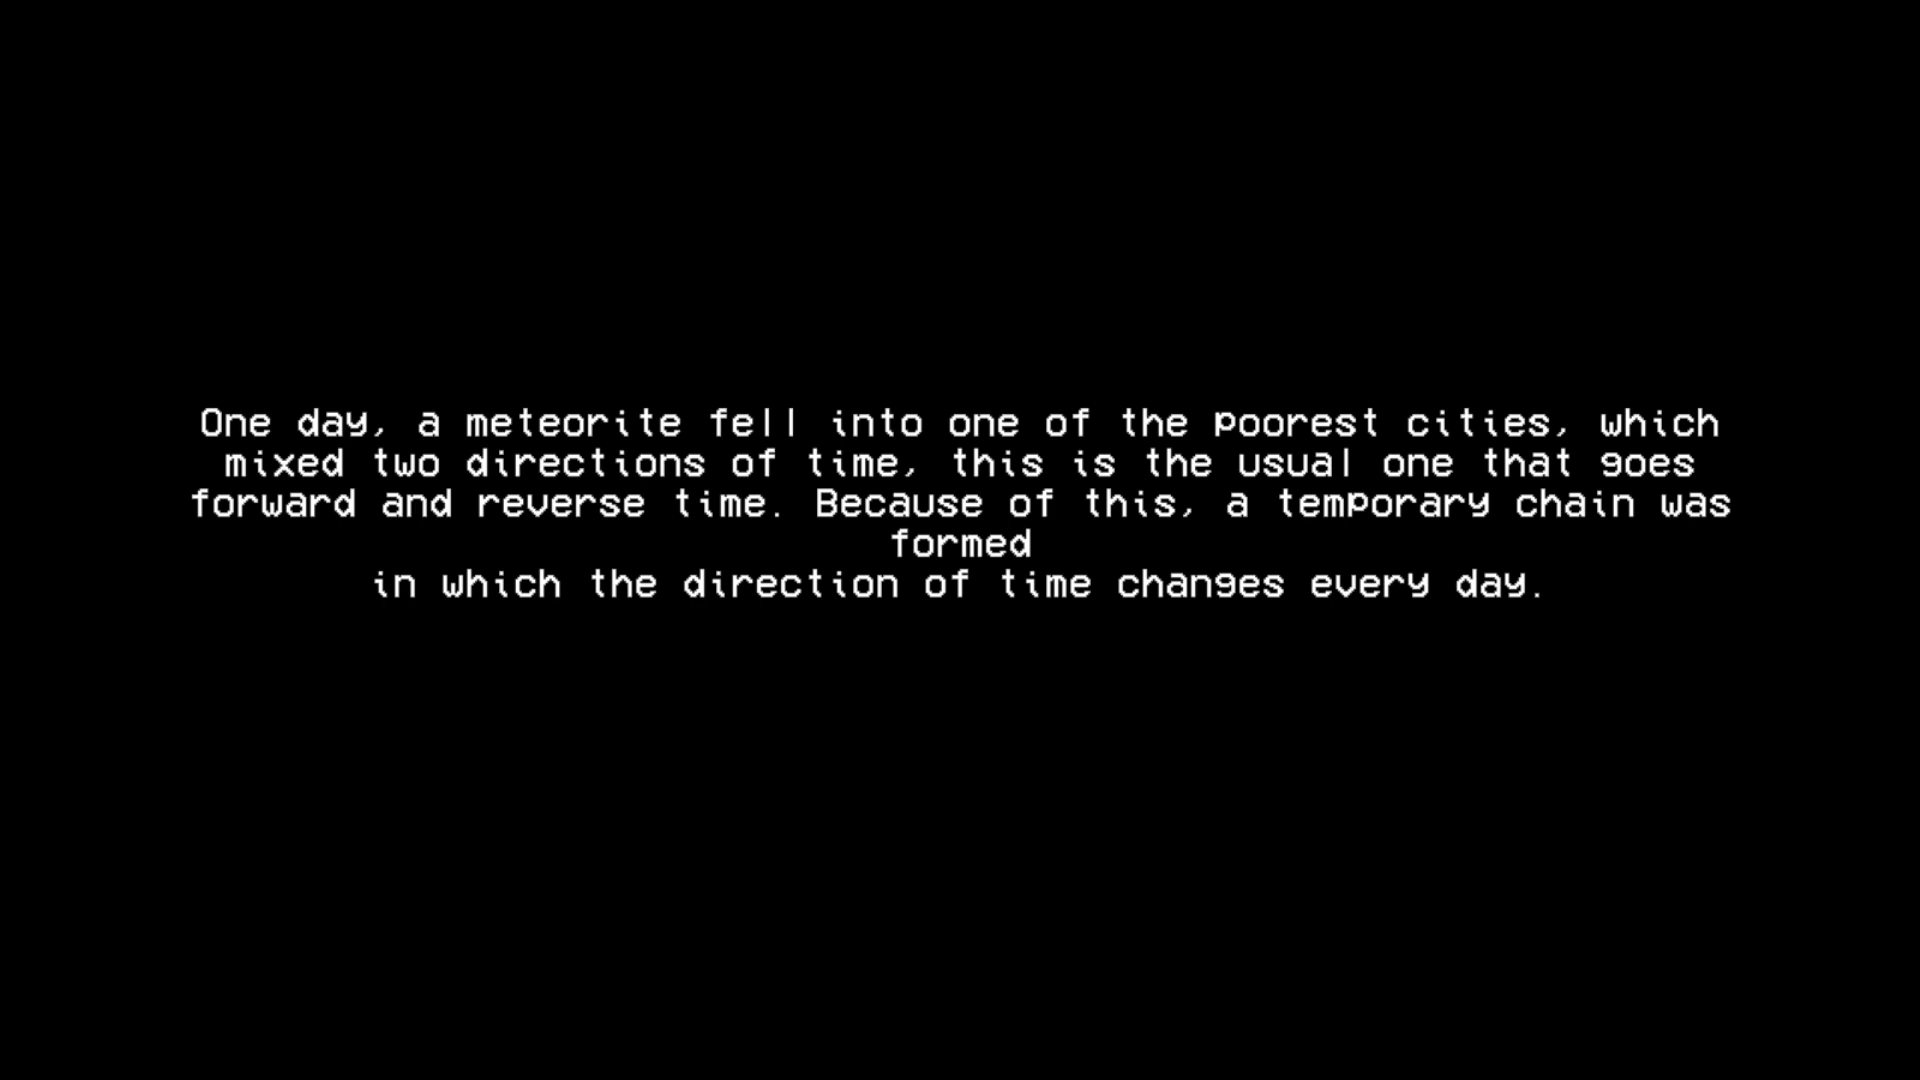 One day, a meteorite fell into one of the poorest cities, which
mixed two directions of time, this is the usual one that goes
forward and reverse time. Because of this, a temporary chain was
formed
in which the direction of time changes every day.